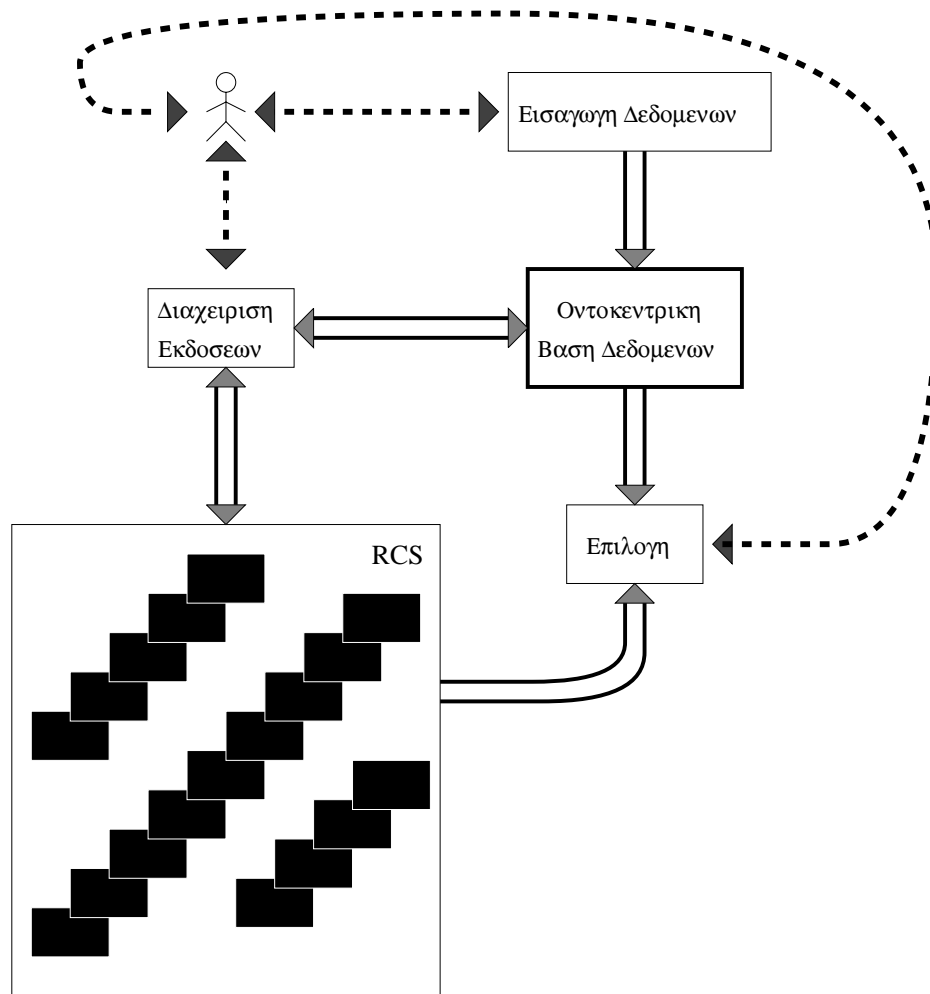 Εισαγωγη Δεδομενων
Διαχειριση
Εκδοσεων
Οντοκεντρικη
Βαση Δεδομενων
RCS
Επιλογη